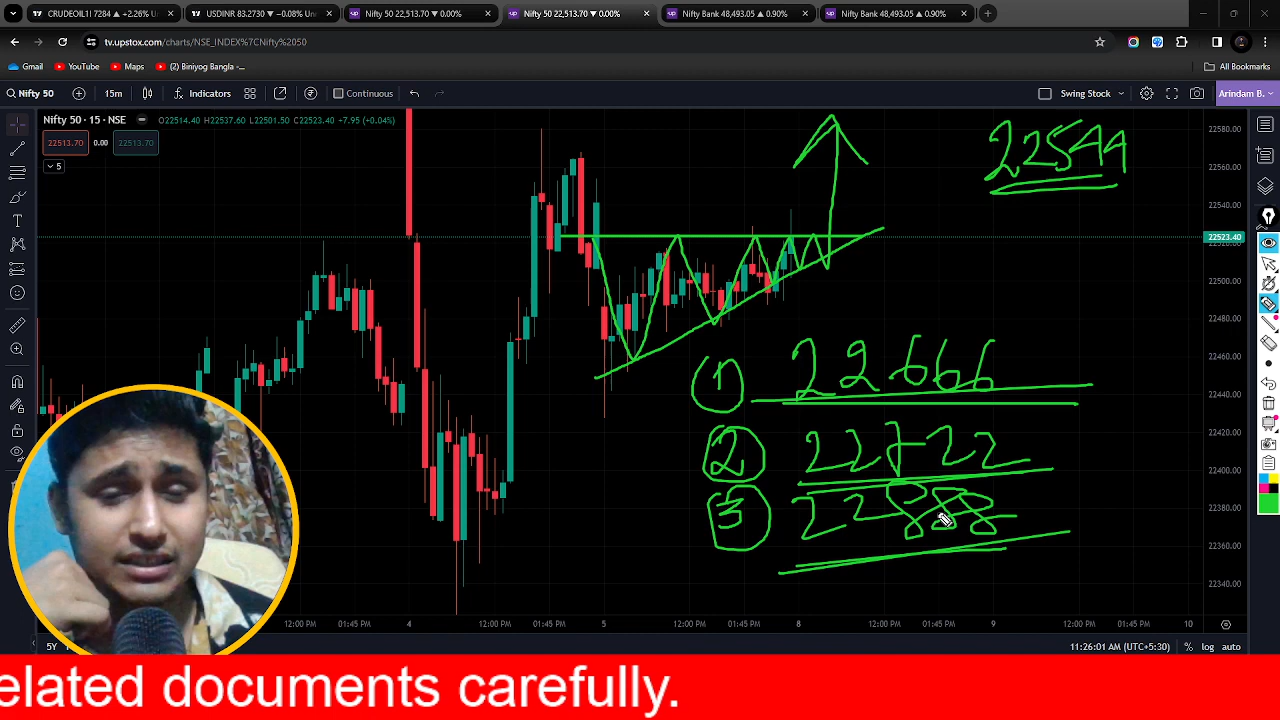 CRUDEOIL1! 7284 ▲ +2.26% U
USDINR 83.2730 ▼ −0.08% Un
Nifty 50 22,513.70 ▼ 0.00%
Nifty 50 22,513.70 ▼ 0.00%
Nifty Bank 48,493.05 ▲ 0.90%
Nifty Bank 48,493.05 ▲ 0.90%
tv.upstox.com/charts/NSE_INDEX%7CNifty%2050
Gmail YouTube Maps (2) Biniyog Bangla -... All Bookmarks
Nifty 50 15m Indicators Continuous Swing Stock Arindam B.
Nifty 50 · 15 · NSE O22514.40 H22537.60 L22501.50 C22523.40 +7.95 (+0.04%)
22513.70 0.00 22513.70
5
22544
22580.00
22560.00
22540.00
22523.40
22500.00
22480.00
22460.00
22440.00
22420.00
22400.00
22380.00
22360.00
22340.00
1 22666
2 22722
3 22888
12:00 PM 01:45 PM 4 12:00 PM 01:45 PM 5 12:00 PM 01:45 PM 8 12:00 PM 01:45 PM 9 12:00 PM 01:45 PM 10
5Y 11:26:01 AM (UTC+5:30) % log auto
elated documents carefully.